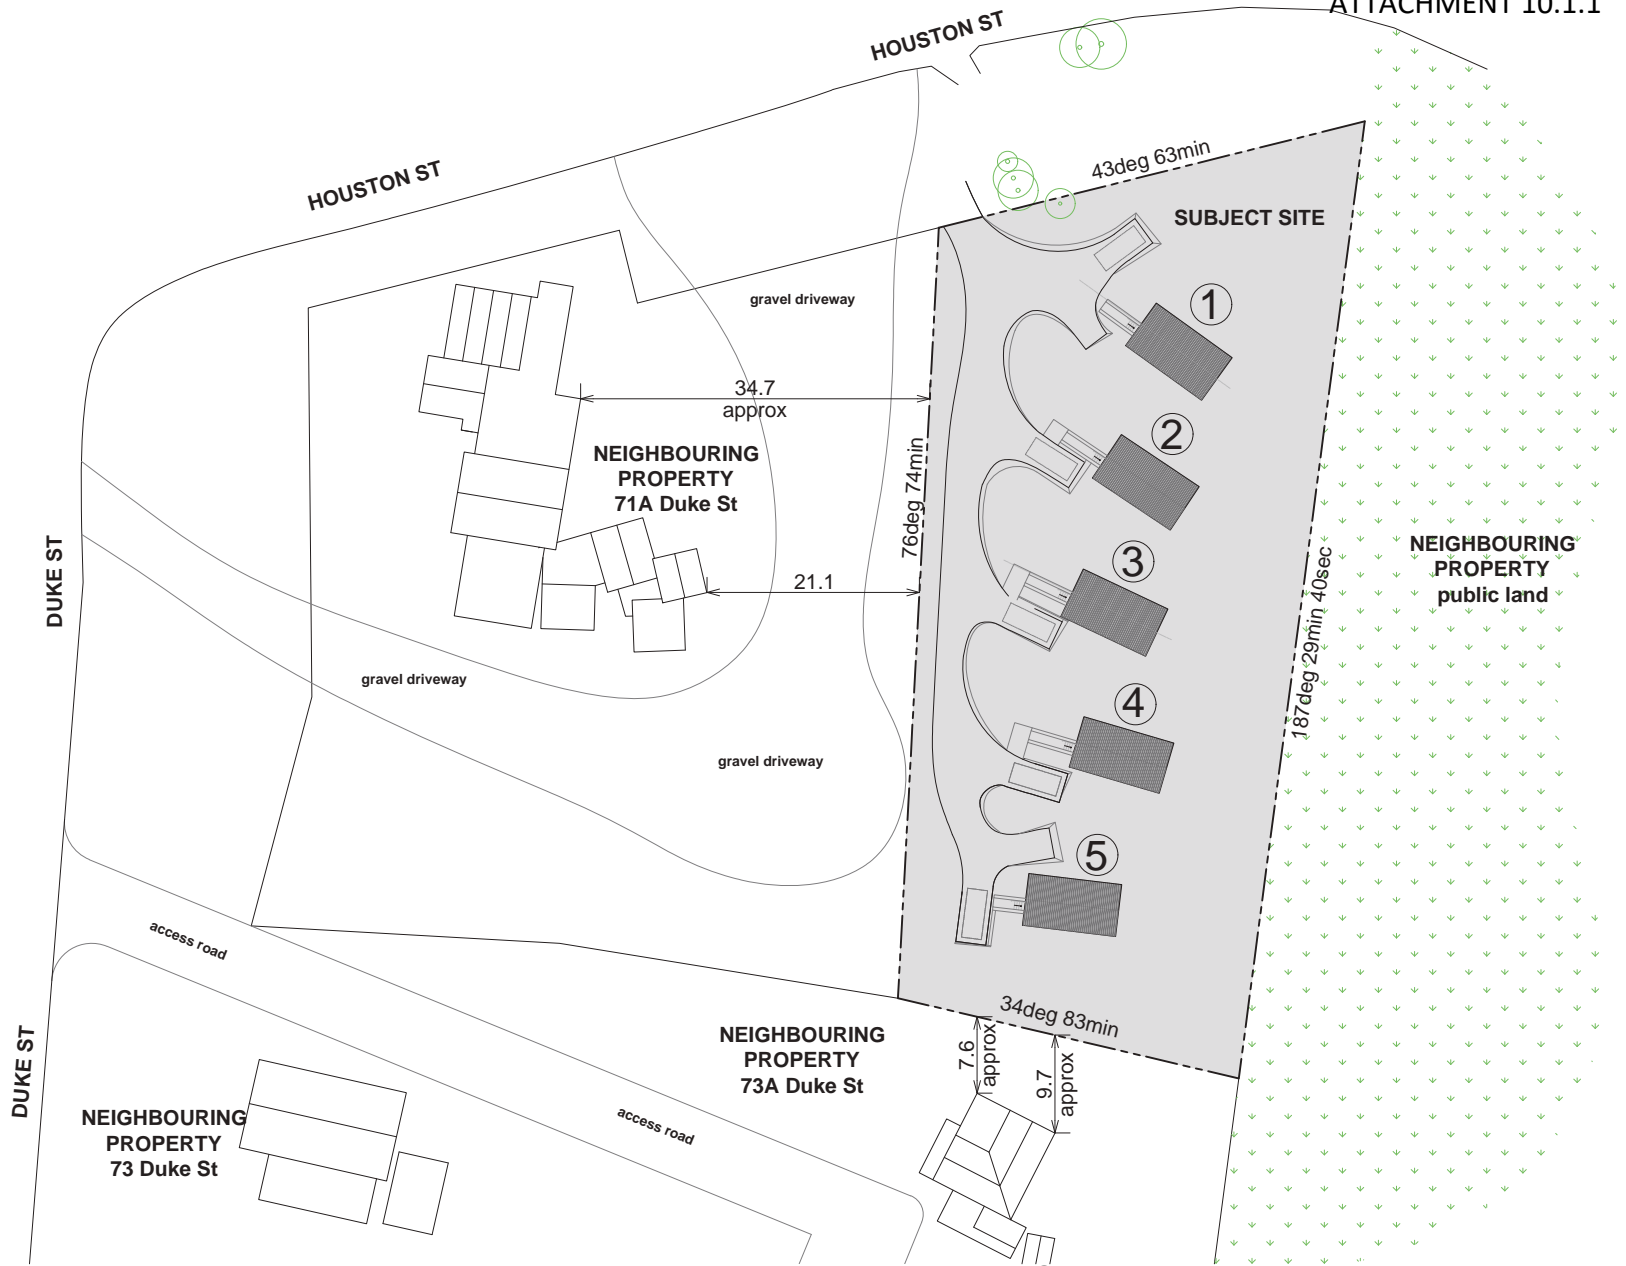 ATTACHMENT 10.1.1
HOUSTON ST
HOUSTON ST
43deg 63min
SUBJECT SITE
1
gravel driveway
34.7
approx
2
NEIGHBOURING
PROPERTY
71A Duke St
76deg 74min
3
21.1
DUKE ST
NEIGHBOURING
PROPERTY
public land
187deg 29min 40sec
gravel driveway
4
gravel driveway
5
access road
34deg 83min
NEIGHBOURING
PROPERTY
73A Duke St
7.6
approx
9.7
approx
DUKE ST
NEIGHBOURING
PROPERTY
73 Duke St
access road